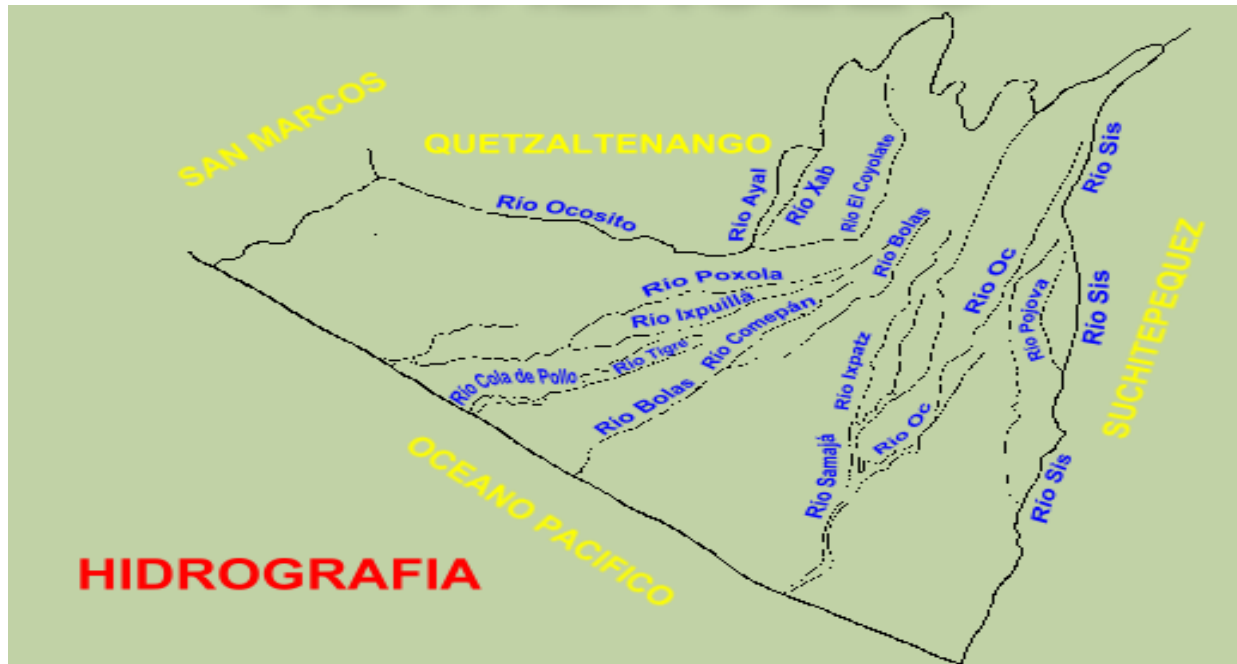 SAN MARCOS
QUETZALTENANGO
Río Ocosito
Río Ayal
Río Xab
Río El Coyolate
Río Bolas
Río Sis
Río Poxola
Río Ixpuillá
Río Comepán
Río Tigre
Río Cola de Pollo
Río Bolas
Río Oc
Río Pojova
Río Sis
SUCHITEPEQUEZ
Río Ixpatz
Río Oc
Río Samajá
Río Sis
OCEANO PACIFICO
HIDROGRAFIA